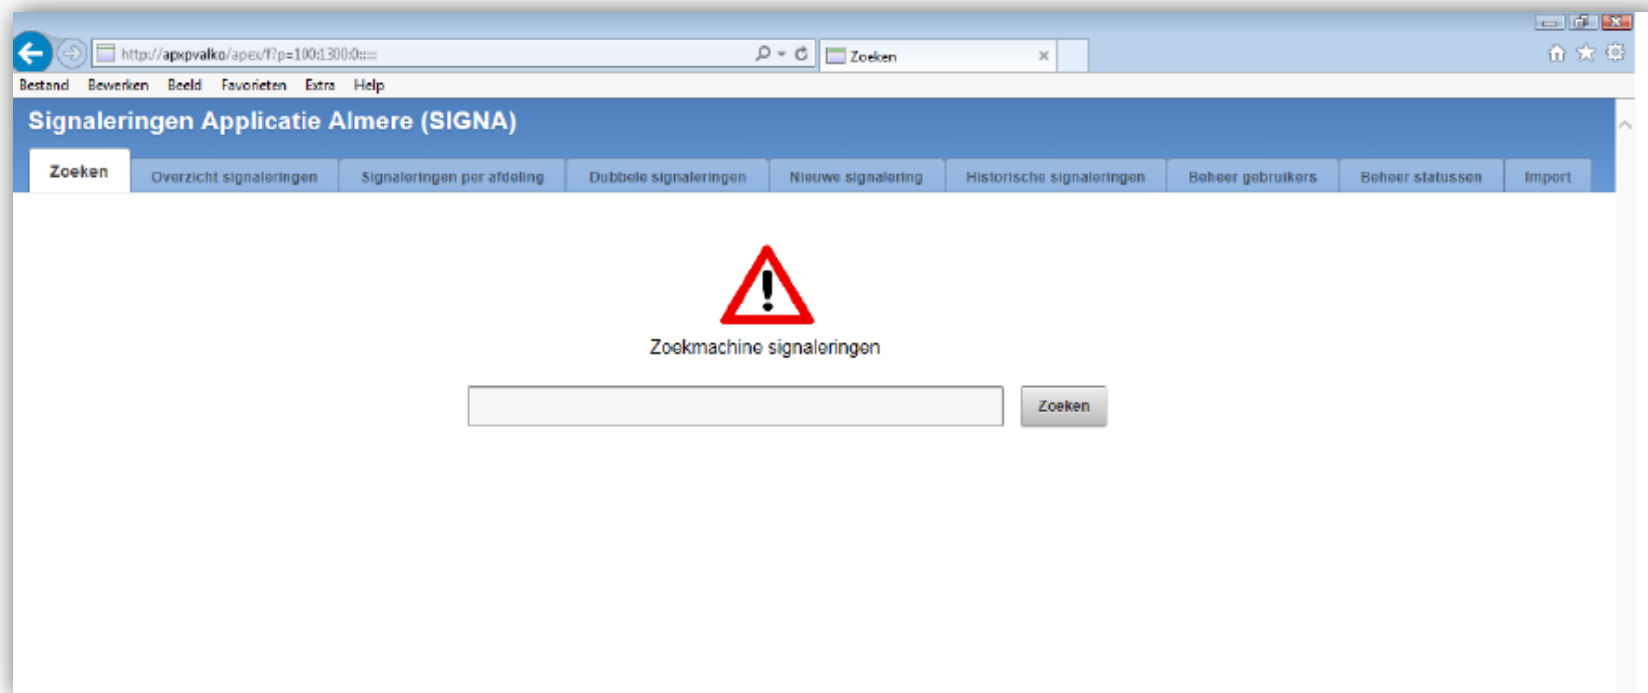 http://apxpvalko/apex/f?p=100:1300:0:::::
Zoeken
Bestand Bewerken Beeld Favorieten Extra Help
Signaleringen Applicatie Almere (SIGNA)
Zoeken Overzicht signaleringen Signaleringen per afdeling Dubbele signaleringen Nieuwe signalering Historische signaleringen Beheer gebruikers Beheer statussen Import
Zoekmachine signaleringen
Zoeken